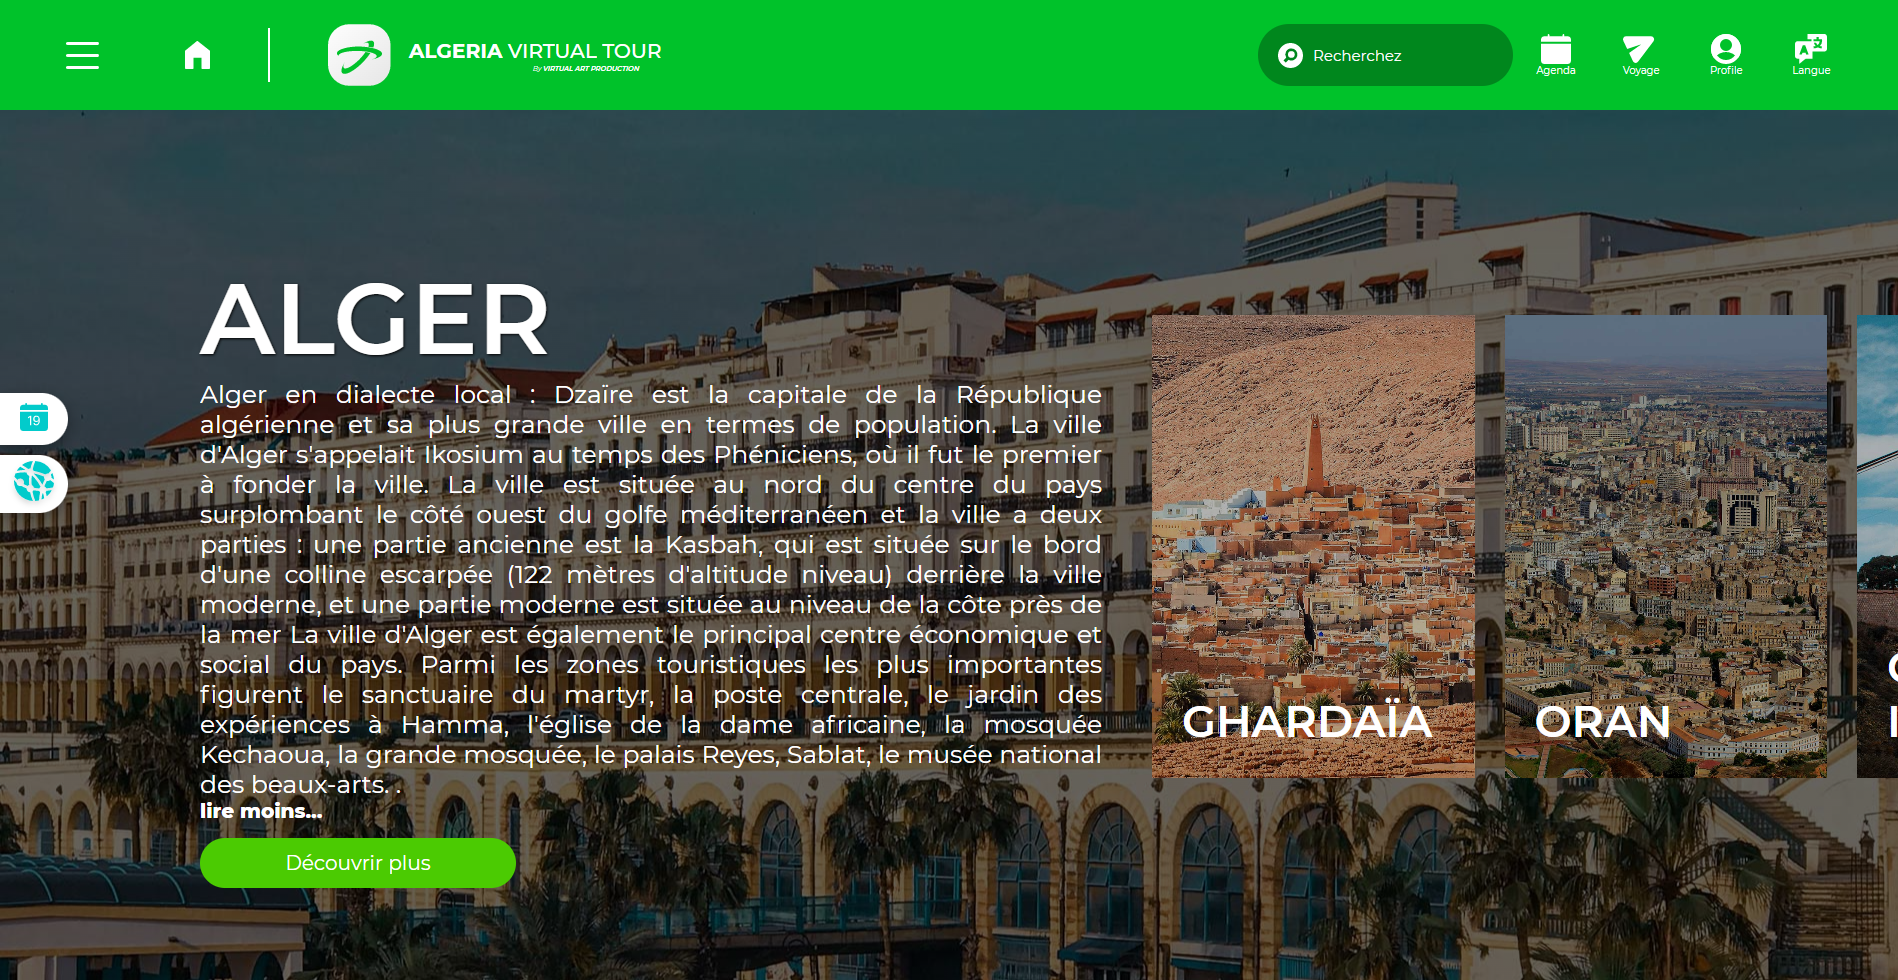 ALGERIA VIRTUAL TOUR
By VIRTUAL ART PRODUCTION
Recherchez
Agenda
Voyage
Profile
Langue
ALGER
Alger en dialecte local : Dzaïre est la capitale de la République
algérienne et sa plus grande ville en termes de population. La ville
d'Alger s'appelait Ikosium au temps des Phéniciens, où il fut le premier
à fonder la ville. La ville est située au nord du centre du pays
surplombant le côté ouest du golfe méditerranéen et la ville a deux
parties : une partie ancienne est la Kasbah, qui est située sur le bord
d'une colline escarpée (122 mètres d'altitude niveau) derrière la ville
moderne, et une partie moderne est située au niveau de la côte près de
la mer La ville d'Alger est également le principal centre économique et
social du pays. Parmi les zones touristiques les plus importantes
figurent le sanctuaire du martyr, la poste centrale, le jardin des
expériences à Hamma, l'église de la dame africaine, la mosquée
Kechaoua, la grande mosquée, le palais Reyes, Sablat, le musée national
des beaux-arts. .
lire moins...
Découvrir plus
19
GHARDAÏA
ORAN